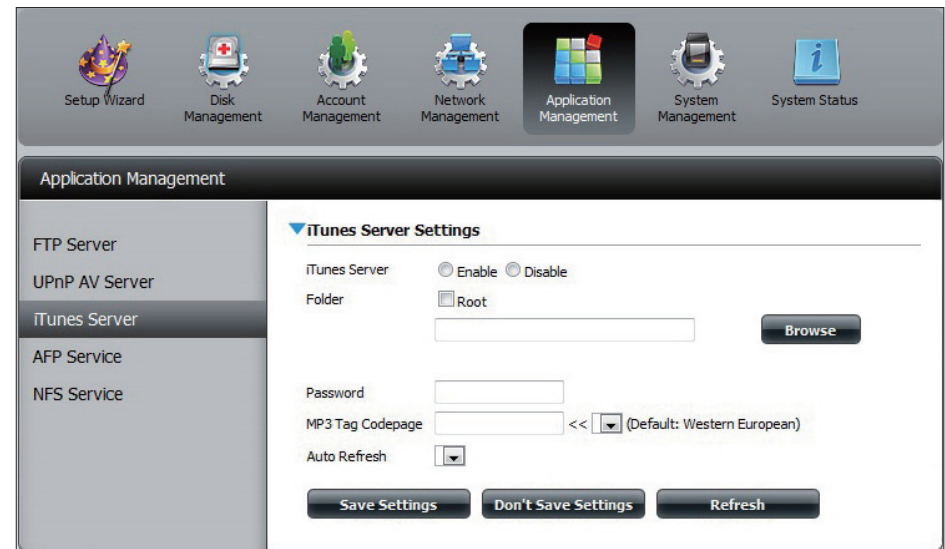 Setup Wizard
Disk
Management
Account
Management
Network
Management
Application
Management
System
Management
System Status
Application Management
FTP Server
UPnP AV Server
iTunes Server
AFP Service
NFS Service
iTunes Server Settings
iTunes Server Enable Disable
Folder Root
Browse
Password
MP3 Tag Codepage << (Default: Western European)
Auto Refresh
Save Settings Don't Save Settings Refresh